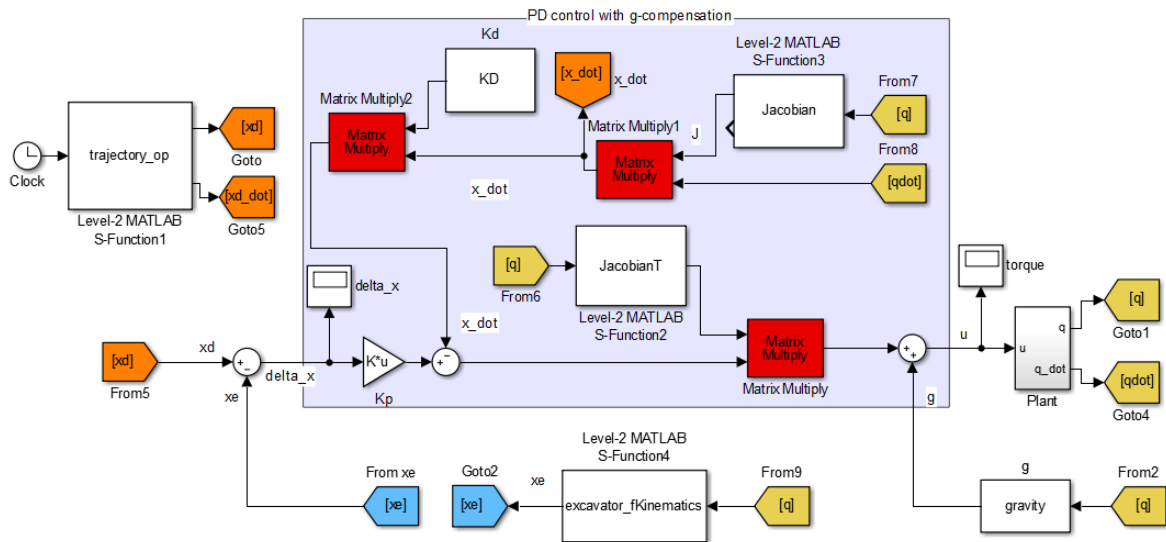 PD control with g-compensation
Kd
KD
[x_dot]
x_dot
Level-2 MATLAB
S-Function3
Jacobian
From7
[q]
Matrix Multiply2
Matrix
Multiply
Matrix Multiply1
Matrix
Multiply
J
From8
[qdot]
x_dot
Clock
trajectory_op
Level-2 MATLAB
S-Function1
[xd]
Goto
[xd_dot]
Goto5
[q]
From6
JacobianT
Level-2 MATLAB
S-Function2
delta_x
x_dot
torque
[xd]
From5
xd
xe
+
-
delta_x
K*u
Kp
+
-
Matrix
Multiply
Matrix Multiply
+
+
u
g
u
q
q_dot
Plant
[q]
Goto1
[qdot]
Goto4
From xe
[xe]
Goto2
[xe]
xe
Level-2 MATLAB
S-Function4
excavator_fKinematics
From9
[q]
g
gravity
From2
[q]